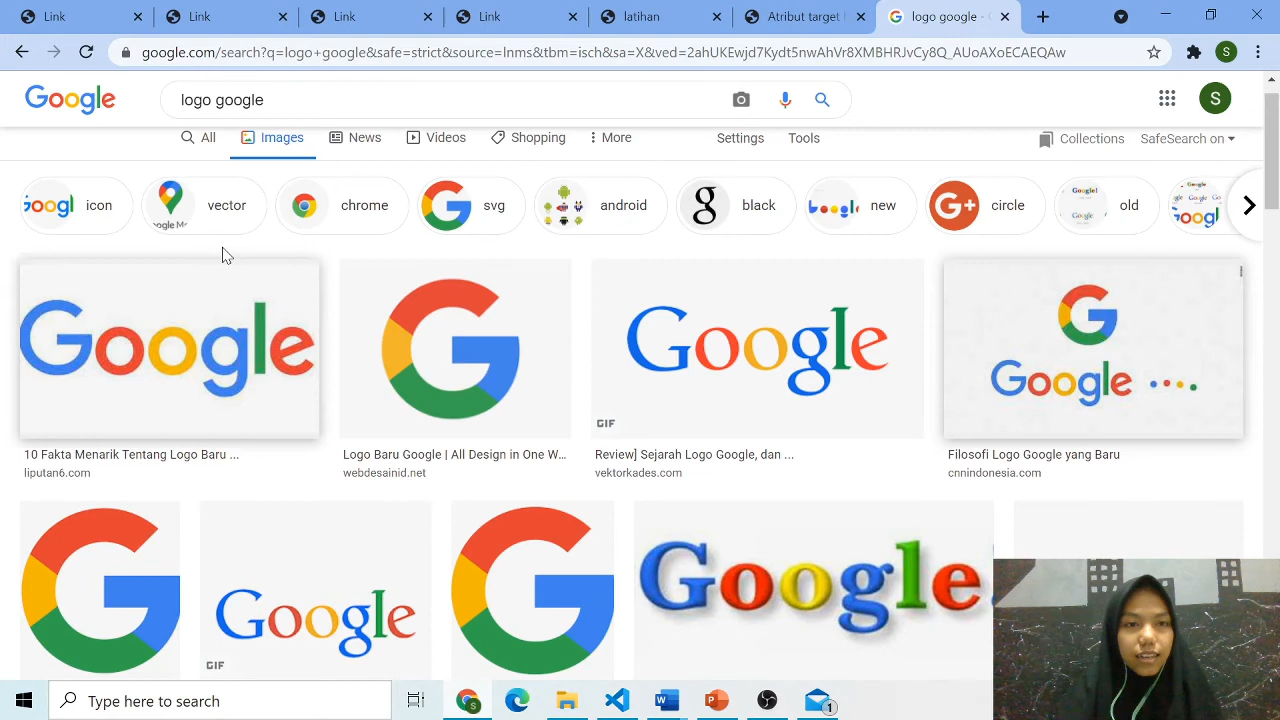 Link
Link
Link
Link
latihan
Atribut target
logo google -
google.com/search?q=logo+google&safe=strict&source=lnms&tbm=isch&sa=X&ved=2ahUKEwjd7Kydt5nwAhVr8XMBHRJvCy8Q_AUoAXoECAEQAw
S
Google
logo google
S
All
Images
News
Videos
Shopping
More
Settings
Tools
Collections
SafeSearch on
Googl
icon
vector
chrome
svg
android
g
black
new
G+
circle
old
Google
G
Google
GIF
G
Google
10 Fakta Menarik Tentang Logo Baru ...
liputan6.com
Logo Baru Google | All Design in One W...
webdesainid.net
Review] Sejarah Logo Google, dan ...
vektorkades.com
Filosofi Logo Google yang Baru
cnnindonesia.com
G
Google
GIF
G
Google
Type here to search
1